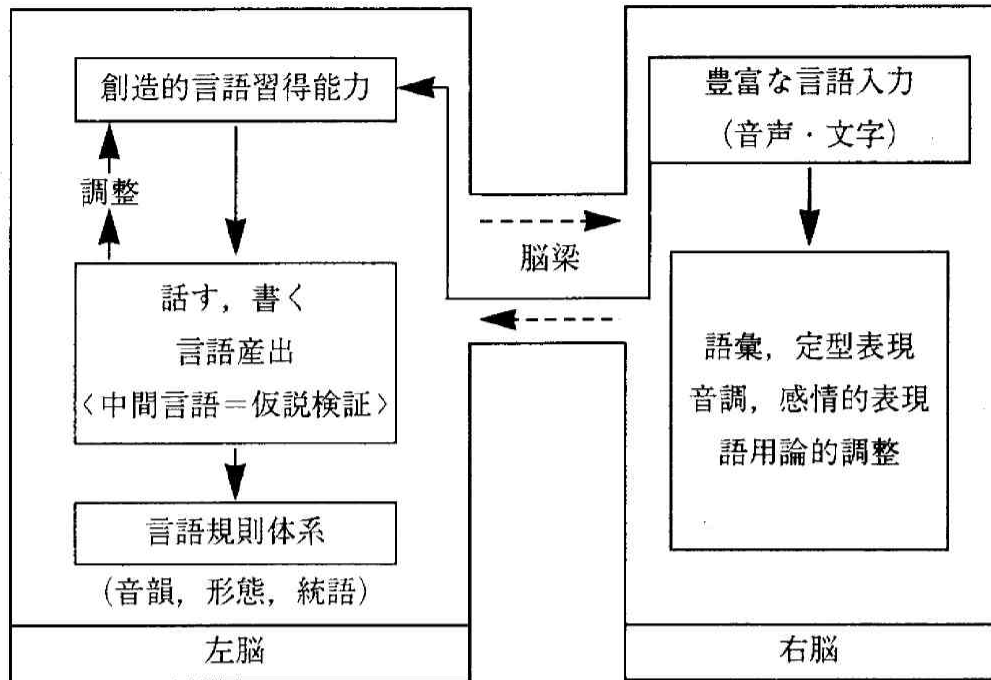 創造的言語習得能力
調整
話す，書く
言語産出
〈中間言語＝仮説検証〉
言語規則体系
(音韻，形態，統語)
左脳
脳梁
豊富な言語入力
(音声・文字)
語彙，定型表現
音調，感情的表現
語用論的調整
右脳